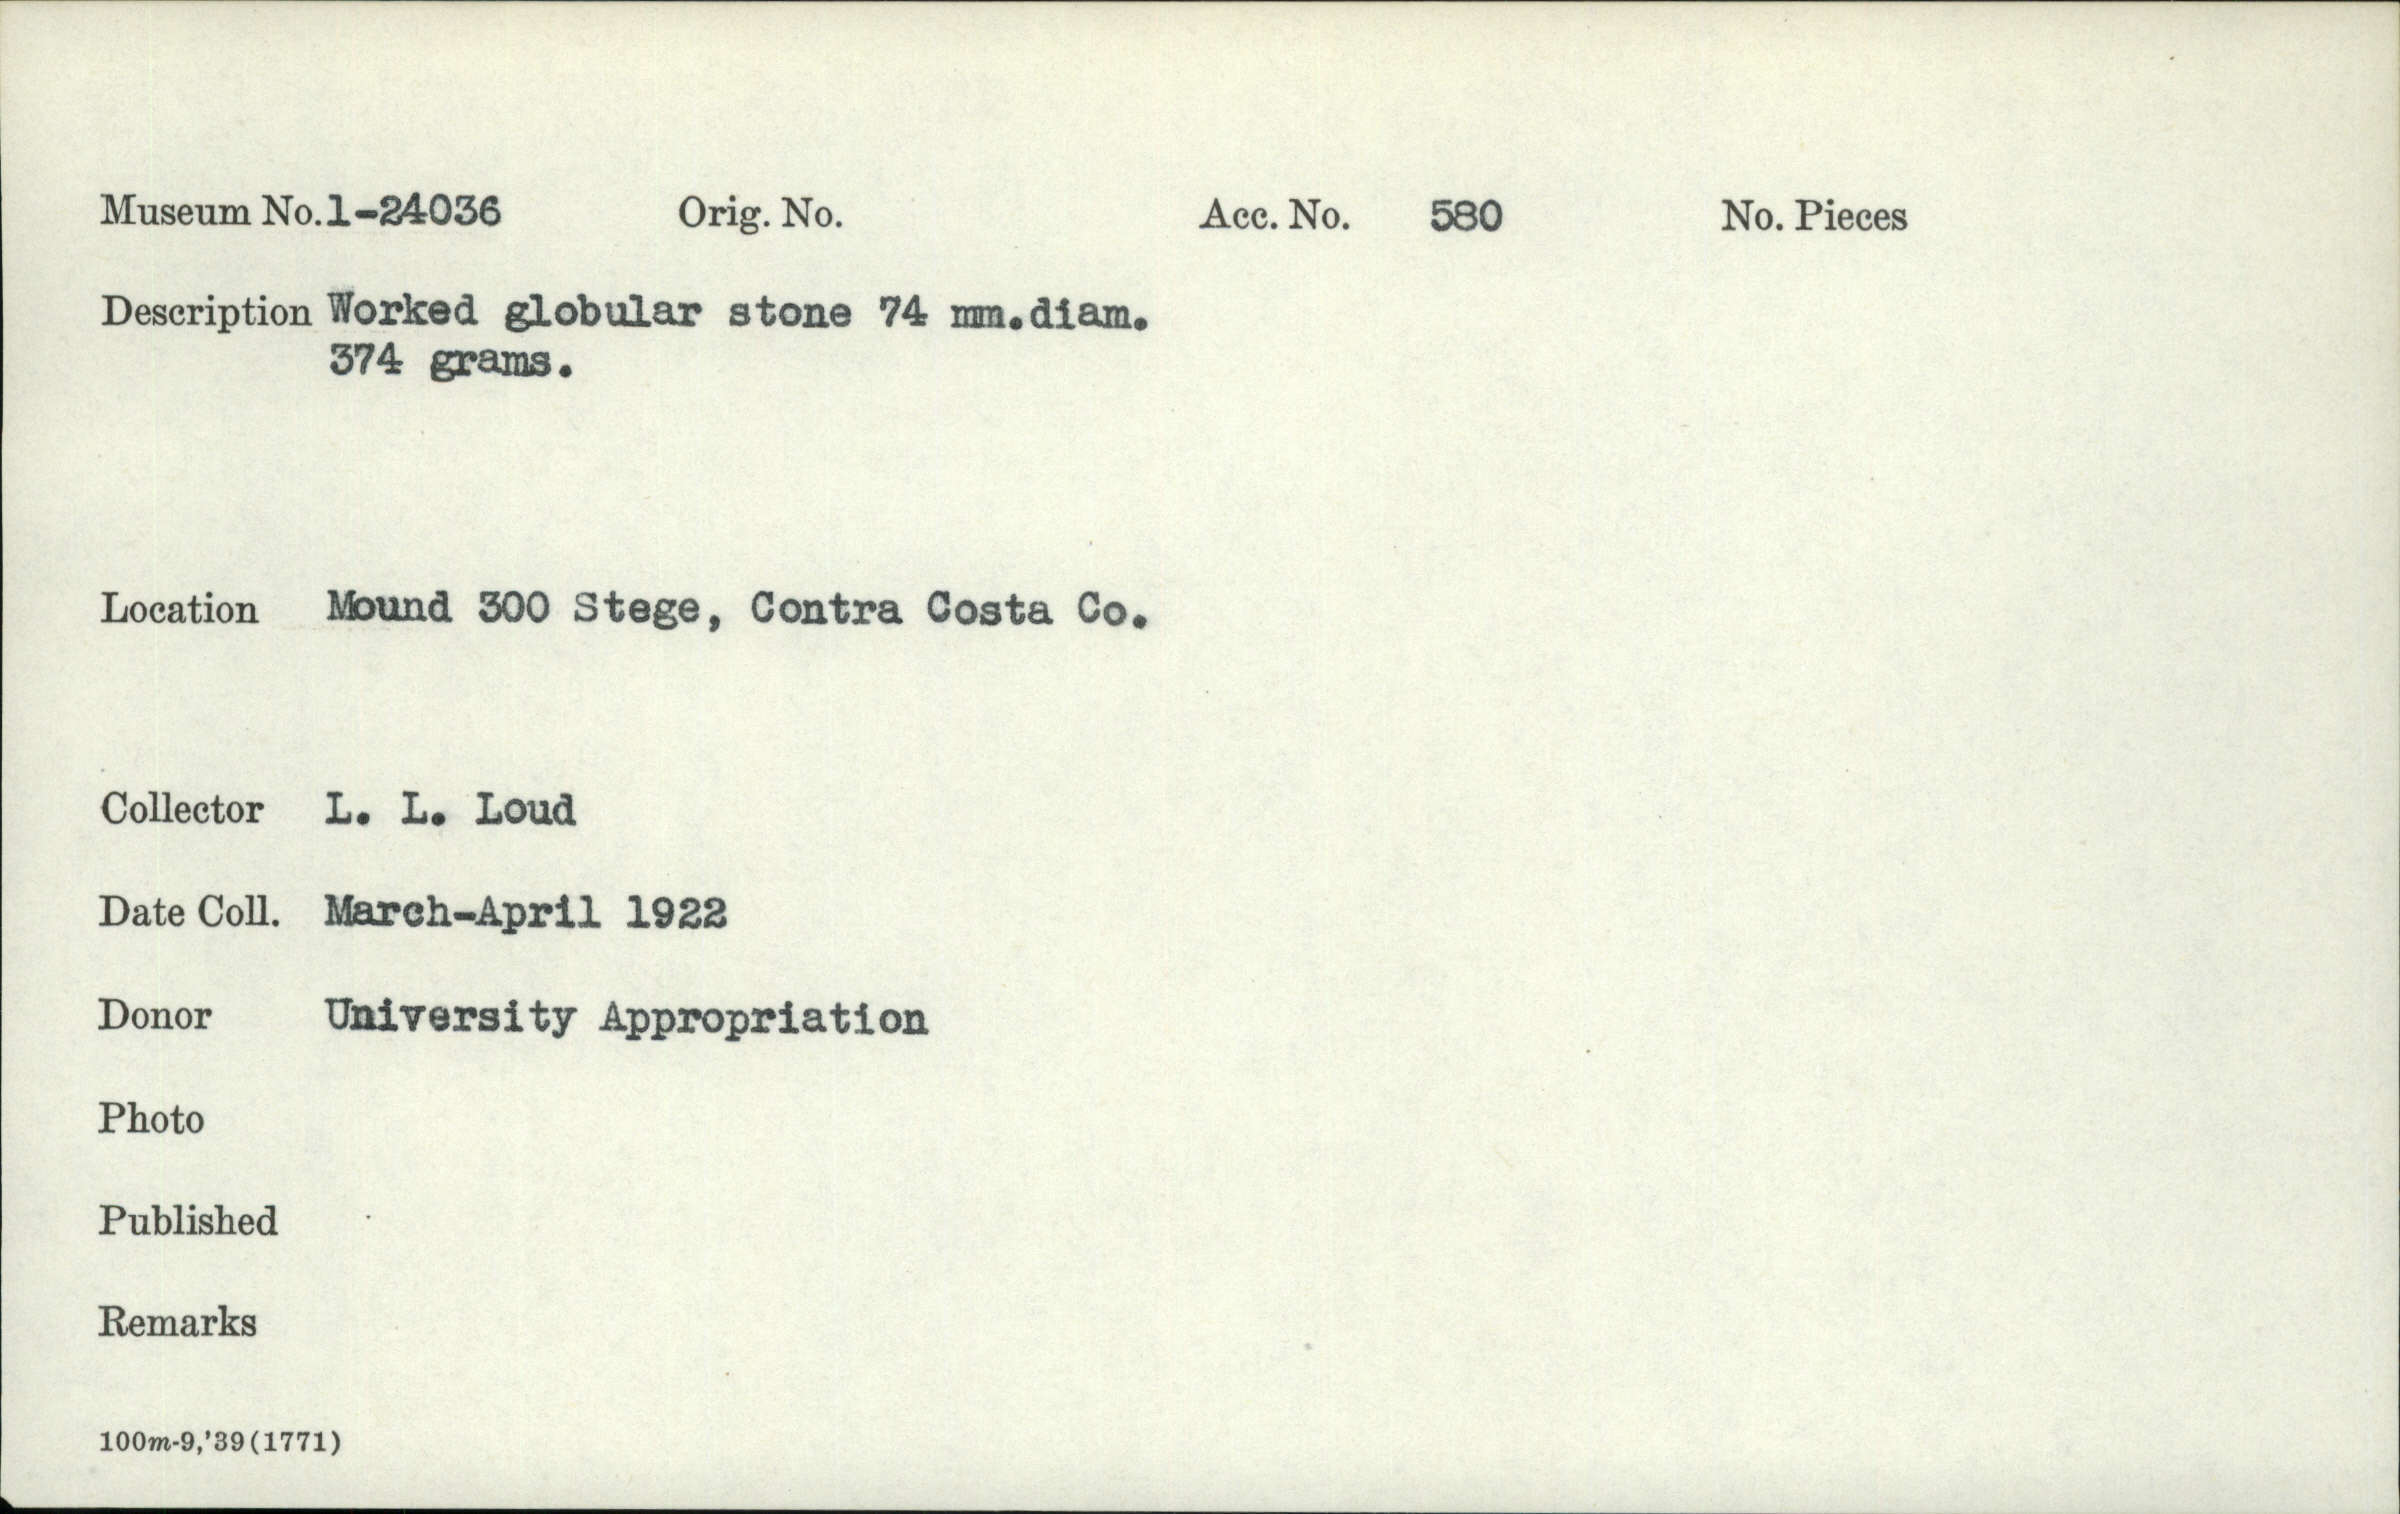 Museum No. 1-24036 Orig. No. Acc. No. 580 No. Pieces
Description Worked globular stone 74 mm.diam.
374 grams.
Location Mound 300 Stege, Contra Costa Co.
Collector L. L. Loud
Date Coll. March-April 1922
Donor University Appropriation
Photo
Published
Remarks
100m-9,'39(1771)